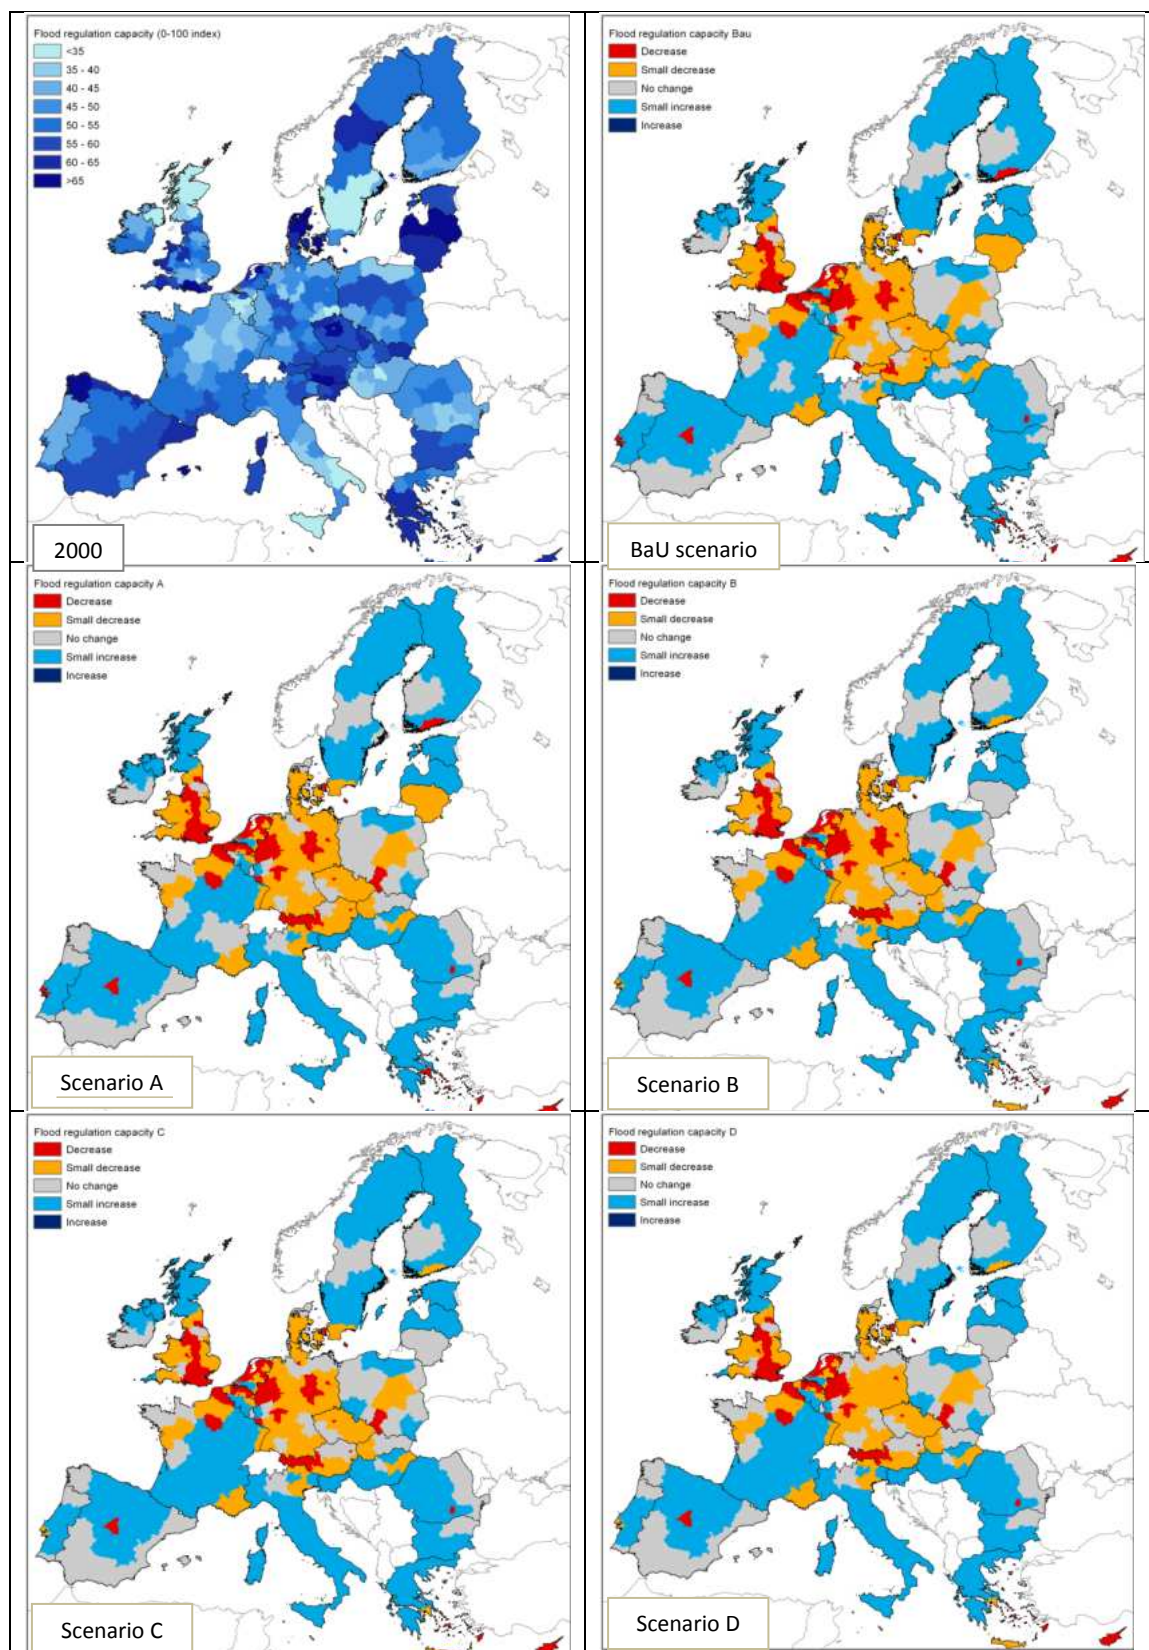 Flood regulation capacity (0-100 index)
<35
35 - 40
40 - 45
45 - 50
50 - 55
55 - 60
60 - 65
>65
2000
Flood regulation capacity Bau
Decrease
Small decrease
No change
Small increase
Increase
BaU scenario
Flood regulation capacity A
Decrease
Small decrease
No change
Small increase
Increase
Scenario A
Flood regulation capacity B
Decrease
Small decrease
No change
Small increase
Increase
Scenario B
Flood regulation capacity C
Decrease
Small decrease
No change
Small increase
Increase
Scenario C
Flood regulation capacity D
Decrease
Small decrease
No change
Small increase
Increase
Scenario D